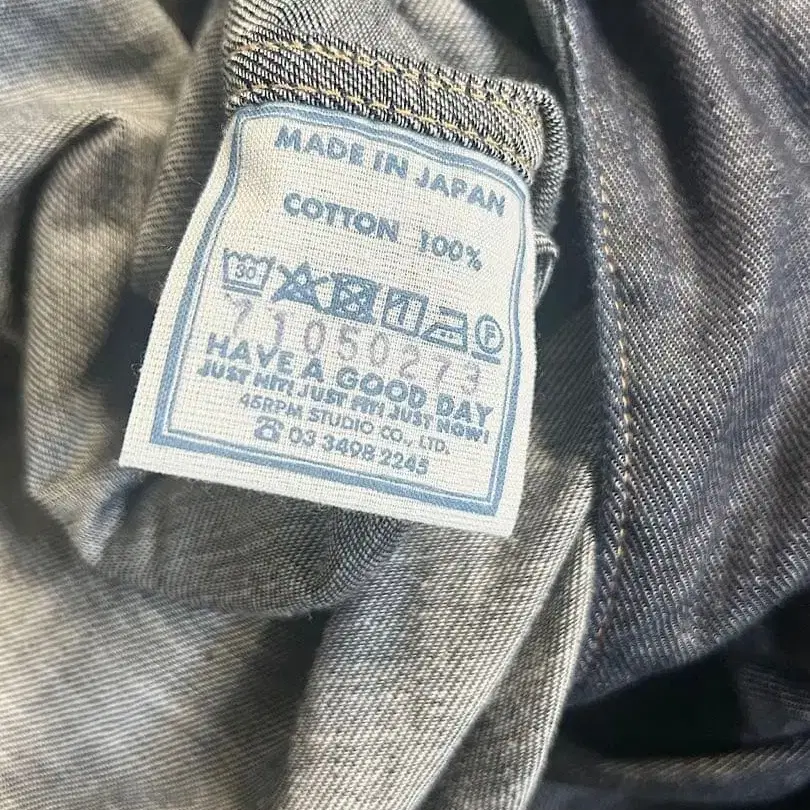 MADE IN JAPAN
COTTON 100%
30 F
71050273
HAVE A GOOD DAY
JUST HIT! JUST FIT! JUST NOW!
45RPM STUDIO CO., LTD.
☎ 03 3498 2245